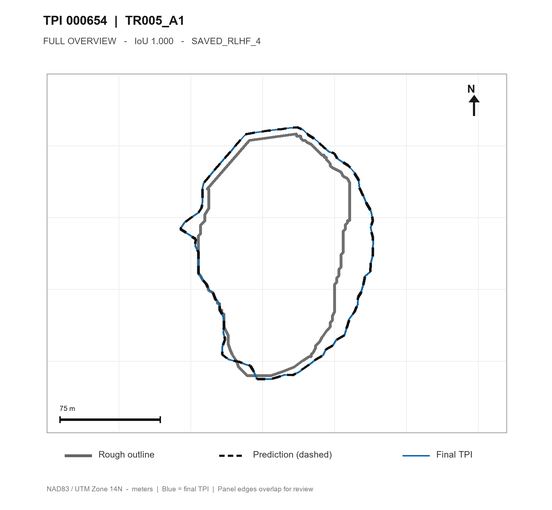 TPI 000654 | TR005_A1
FULL OVERVIEW - IoU 1.000 - SAVED_RLHF_4
N
75 m
Rough outline Prediction (dashed) Final TPI
NAD83 / UTM Zone 14N - meters | Blue = final TPI | Panel edges overlap for review